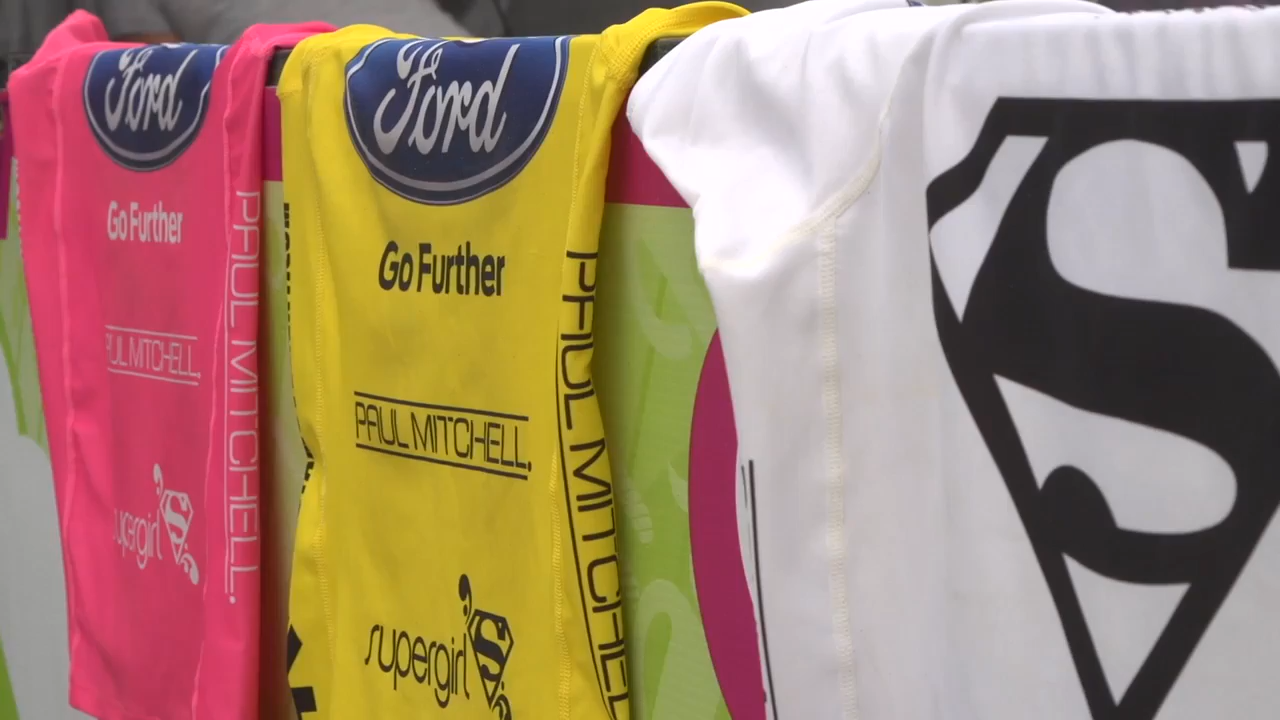 Ford
Go Further
PAUL MITCHELL.
supergirl
PAUL MITCHELL.
Ford
Go Further
PAUL MITCHELL.
supergirl
PAUL MITCHELL
S